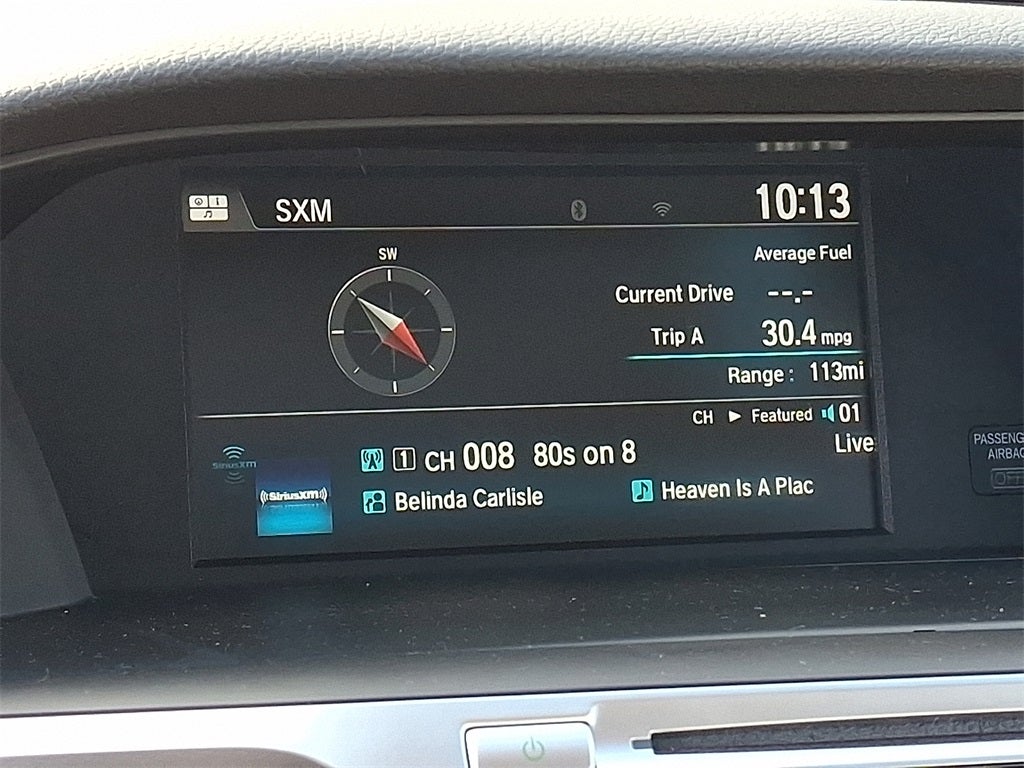 SXM 10:13
SW
Average Fuel
Current Drive --.-
Trip A 30.4 mpg
Range : 113mi
CH ► Featured 01
Live
1 CH 008 80s on 8
SiriusXM
((SiriusXM))
Belinda Carlisle Heaven Is A Plac
PASSENG
AIRBAG
OFF